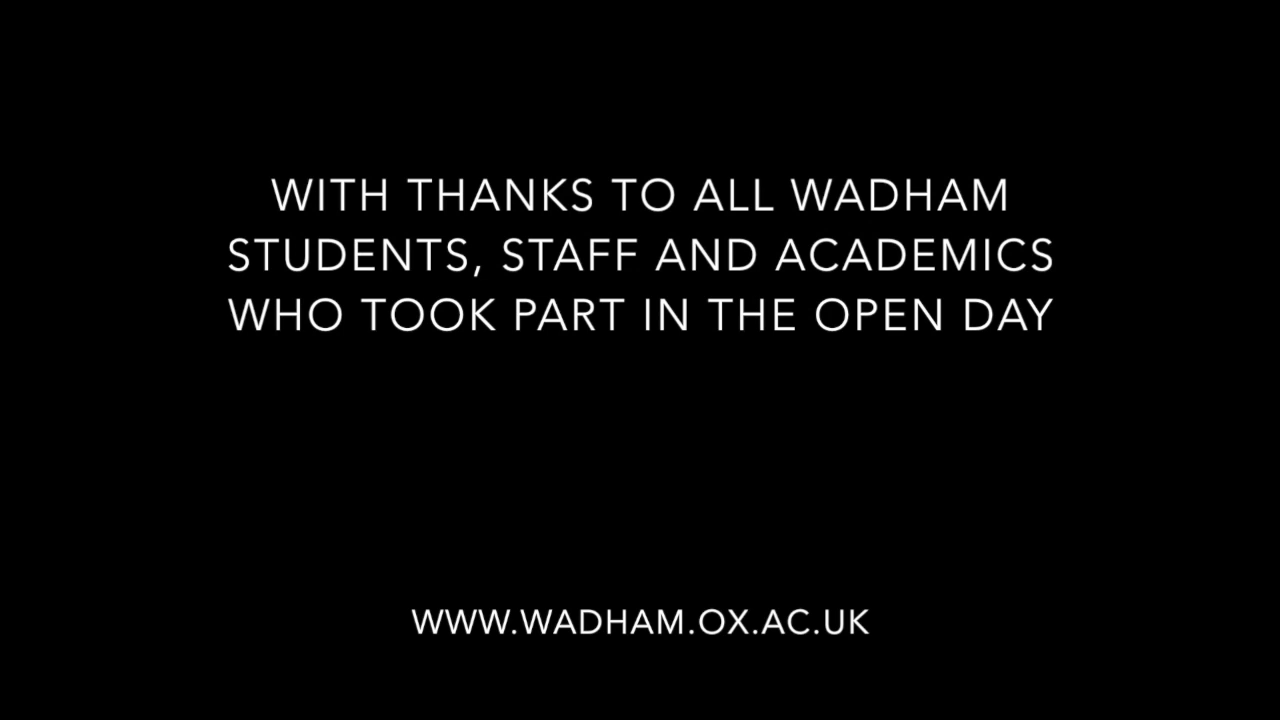 WITH THANKS TO ALL WADHAM
STUDENTS, STAFF AND ACADEMICS
WHO TOOK PART IN THE OPEN DAY
WWW.WADHAM.OX.AC.UK